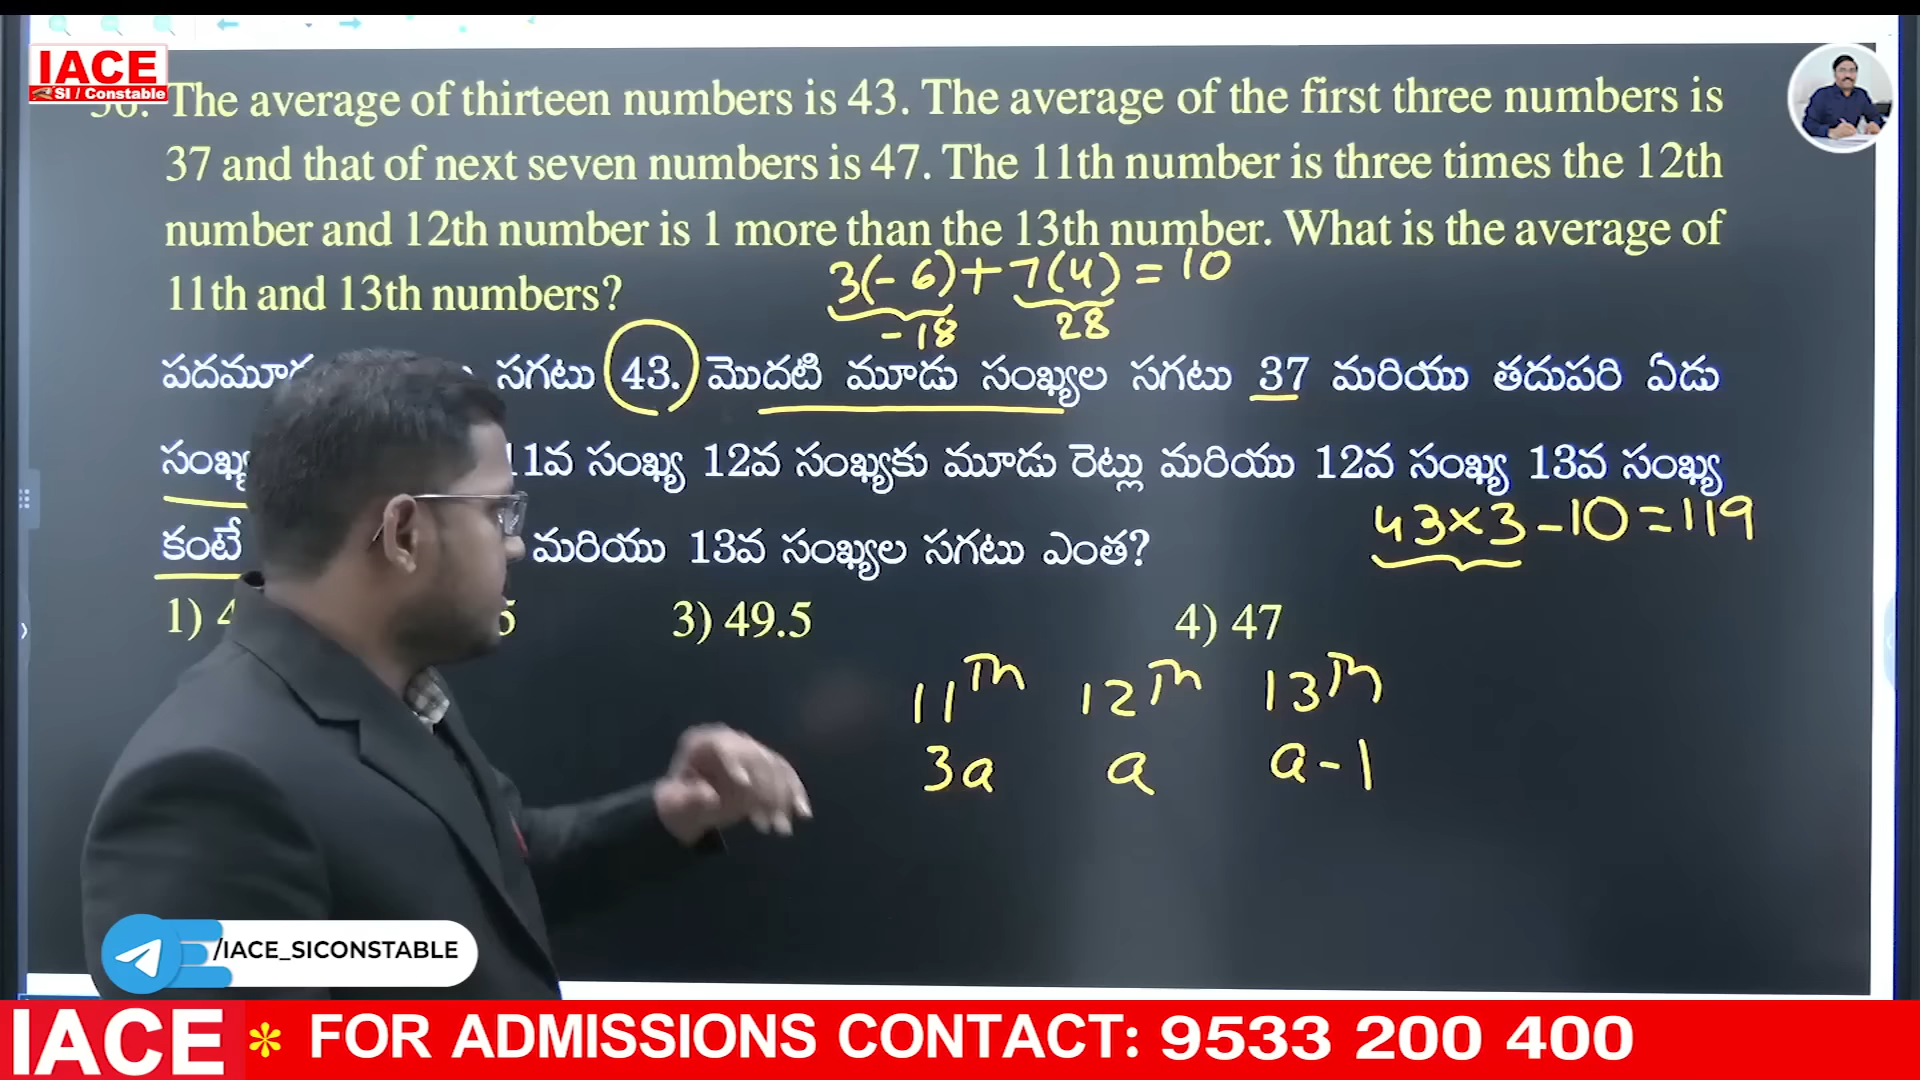 IACE
SI / Constable
The average of thirteen numbers is 43. The average of the first three numbers is
37 and that of next seven numbers is 47. The 11th number is three times the 12th
number and 12th number is 1 more than the 13th number. What is the average of
11th and 13th numbers?
3(-6)+7(4)=10
-18 28
సగటు 43. మొదటి మూడు సంఖ్యల సగటు 37 మరియు తదుపరి ఏడు
11వ సంఖ్య 12వ సంఖ్యకు మూడు రెట్లు మరియు 12వ సంఖ్య 13వ సంఖ్య
43×3-10=119
కంటే మరియు 13వ సంఖ్యల సగటు ఎంత?
1) 3) 49.5 4) 47
11th 12th 13th
3a a a-1
/IACE_SICONSTABLE
IACE * FOR ADMISSIONS CONTACT: 9533 200 400